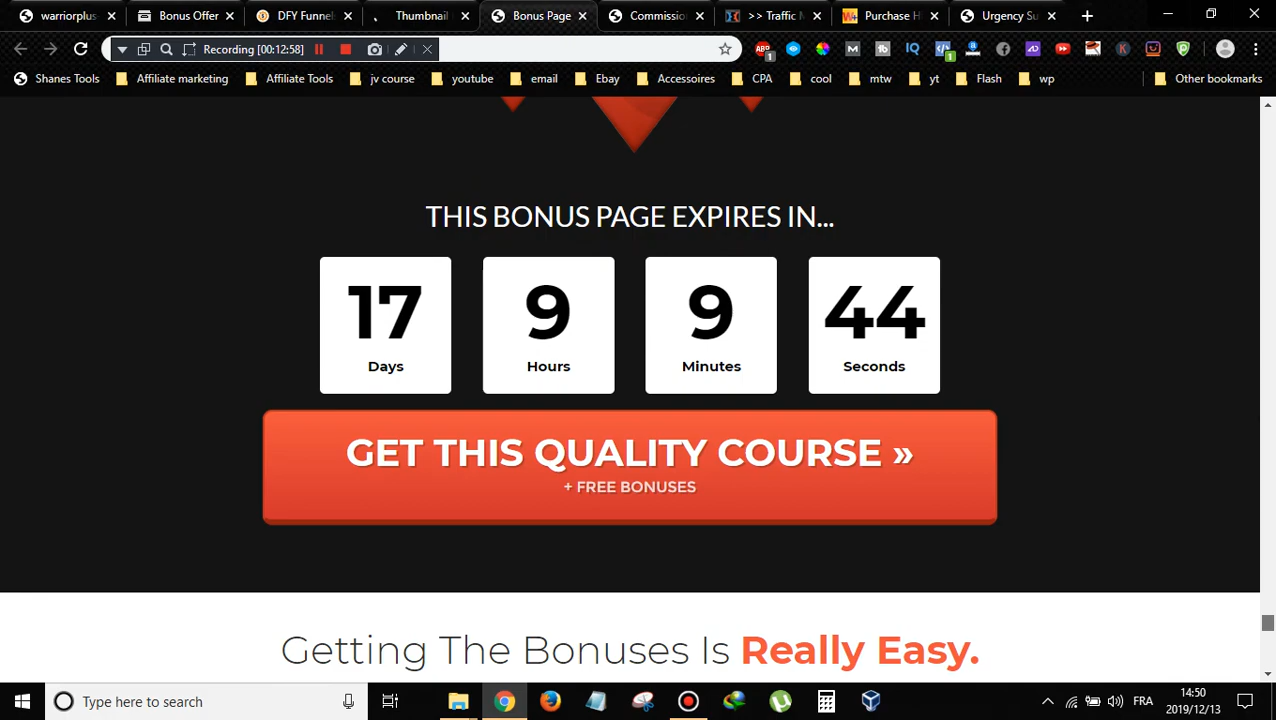 warriorplus
Bonus Offer
DFY Funne
Thumbnail
Bonus Page
Commissio
>> Traffic M
Purchase H
Urgency Su
Recording [00:12:58]
Shanes Tools
Affiliate marketing
Affiliate Tools
jv course
youtube
email
Ebay
Accessoires
CPA
cool
mtw
yt
Flash
wp
Other bookmarks
THIS BONUS PAGE EXPIRES IN...
17 9 9 44
Days Hours Minutes Seconds
GET THIS QUALITY COURSE »
+ FREE BONUSES
Getting The Bonuses Is Really Easy.
Type here to search
FRA
14:50
2019/12/13